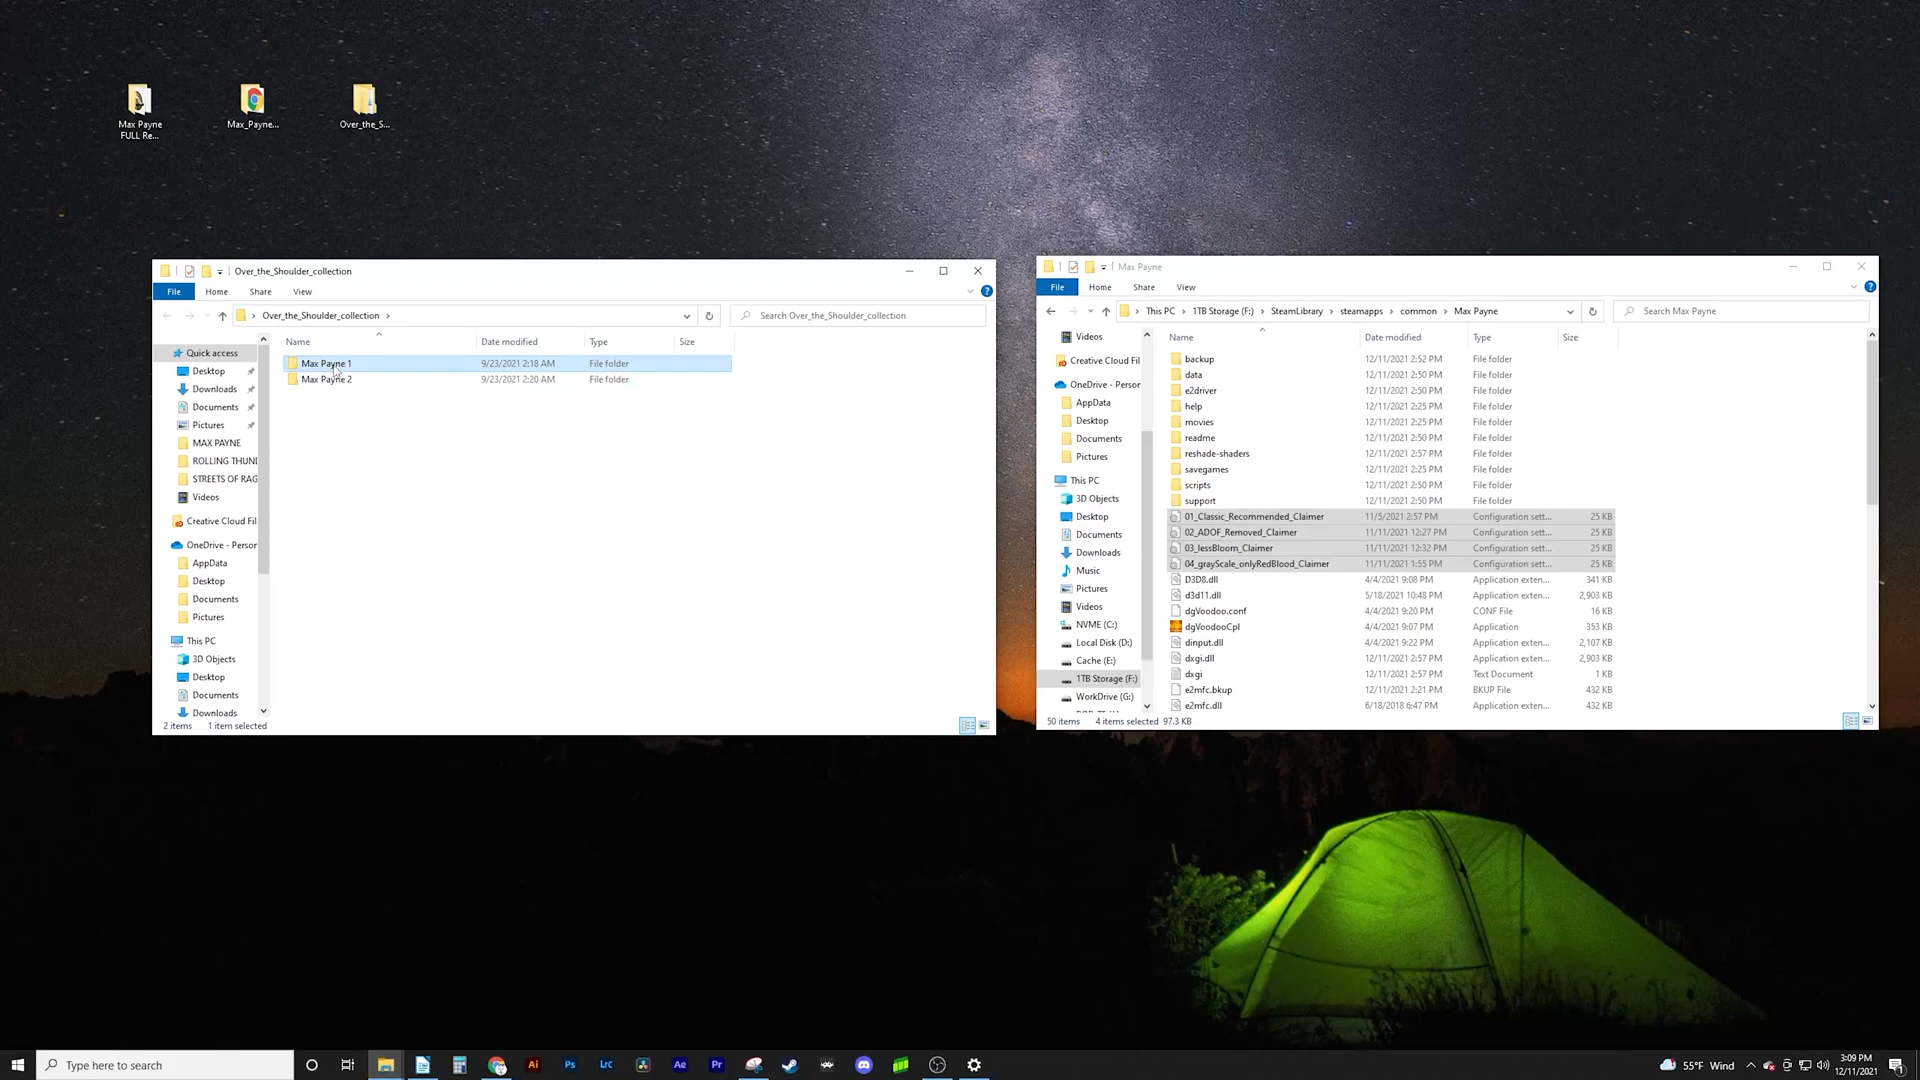 Max Payne
FULL Re...
Max_Payne...
Over_the_S...
Over_the_Shoulder_collection
File Home Share View
Over_the_Shoulder_collection
Search Over_the_Shoulder_collection
Quick access
Desktop
Downloads
Documents
Pictures
MAX PAYNE
ROLLING THUN
STREETS OF RAG
Videos
Creative Cloud Fil
OneDrive - Person
AppData
Desktop
Documents
Pictures
This PC
3D Objects
Desktop
Documents
Downloads
Name Date modified Type Size
Max Payne 1 9/23/2021 2:18 AM File folder
Max Payne 2 9/23/2021 2:20 AM File folder
2 items 1 item selected
Max Payne
File Home Share View
This PC 1TB Storage (F:) SteamLibrary steamapps common Max Payne
Search Max Payne
Videos
Creative Cloud Fil
OneDrive - Person
AppData
Desktop
Documents
Pictures
This PC
3D Objects
Desktop
Documents
Downloads
Music
Pictures
Videos
NVME (C:)
Local Disk (D:)
Cache (E:)
1TB Storage (F:)
WorkDrive (G:)
Name Date modified Type Size
backup 12/11/2021 2:52 PM File folder
data 12/11/2021 2:50 PM File folder
e2driver 12/11/2021 2:50 PM File folder
help 12/11/2021 2:25 PM File folder
movies 12/11/2021 2:25 PM File folder
readme 12/11/2021 2:50 PM File folder
reshade-shaders 12/11/2021 2:57 PM File folder
savegames 12/11/2021 2:25 PM File folder
scripts 12/11/2021 2:50 PM File folder
support 12/11/2021 2:50 PM File folder
01_Classic_Recommended_Claimer 11/5/2021 2:57 PM Configuration sett... 25 KB
02_ADOF_Removed_Claimer 11/11/2021 12:27 PM Configuration sett... 25 KB
03_lessBloom_Claimer 11/11/2021 12:32 PM Configuration sett... 25 KB
04_grayScale_onlyRedBlood_Claimer 11/11/2021 1:55 PM Configuration sett... 25 KB
D3D8.dll 4/4/2021 9:08 PM Application exten... 341 KB
d3d11.dll 5/18/2021 10:48 PM Application exten... 2,903 KB
dgVoodoo.conf 4/4/2021 9:20 PM CONF File 16 KB
dgVoodooCpl 4/4/2021 9:07 PM Application 353 KB
dinput.dll 4/4/2021 9:22 PM Application exten... 2,107 KB
dxgi.dll 12/11/2021 2:57 PM Application exten... 2,903 KB
dxgi 12/11/2021 2:57 PM Text Document 1 KB
e2mfc.bkup 12/11/2021 2:21 PM BKUP File 432 KB
e2mfc.dll 6/18/2018 6:47 PM Application exten... 432 KB
50 items 4 items selected 97.3 KB
Type here to search
Ai
Ps
Lrc
Ae
Pr
55°F Wind
3:09 PM
12/11/2021